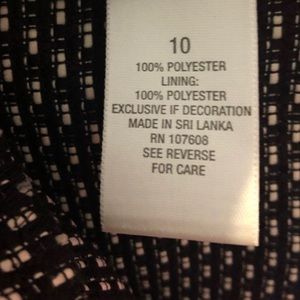 10
100% POLYESTER
LINING:
100% POLYESTER
EXCLUSIVE IF DECORATION
MADE IN SRI LANKA
RN 107608
SEE REVERSE
FOR CARE